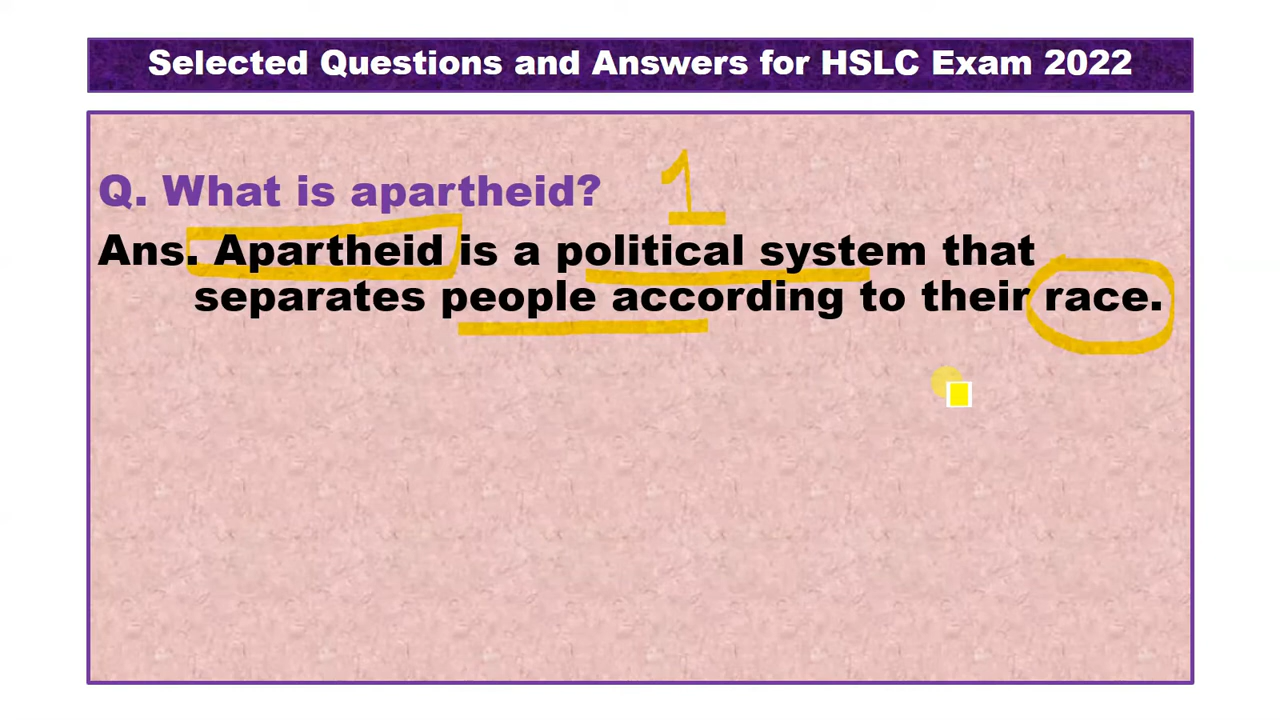 Selected Questions and Answers for HSLC Exam 2022
Q. What is apartheid? 1
Ans. Apartheid is a political system that
separates people according to their race.